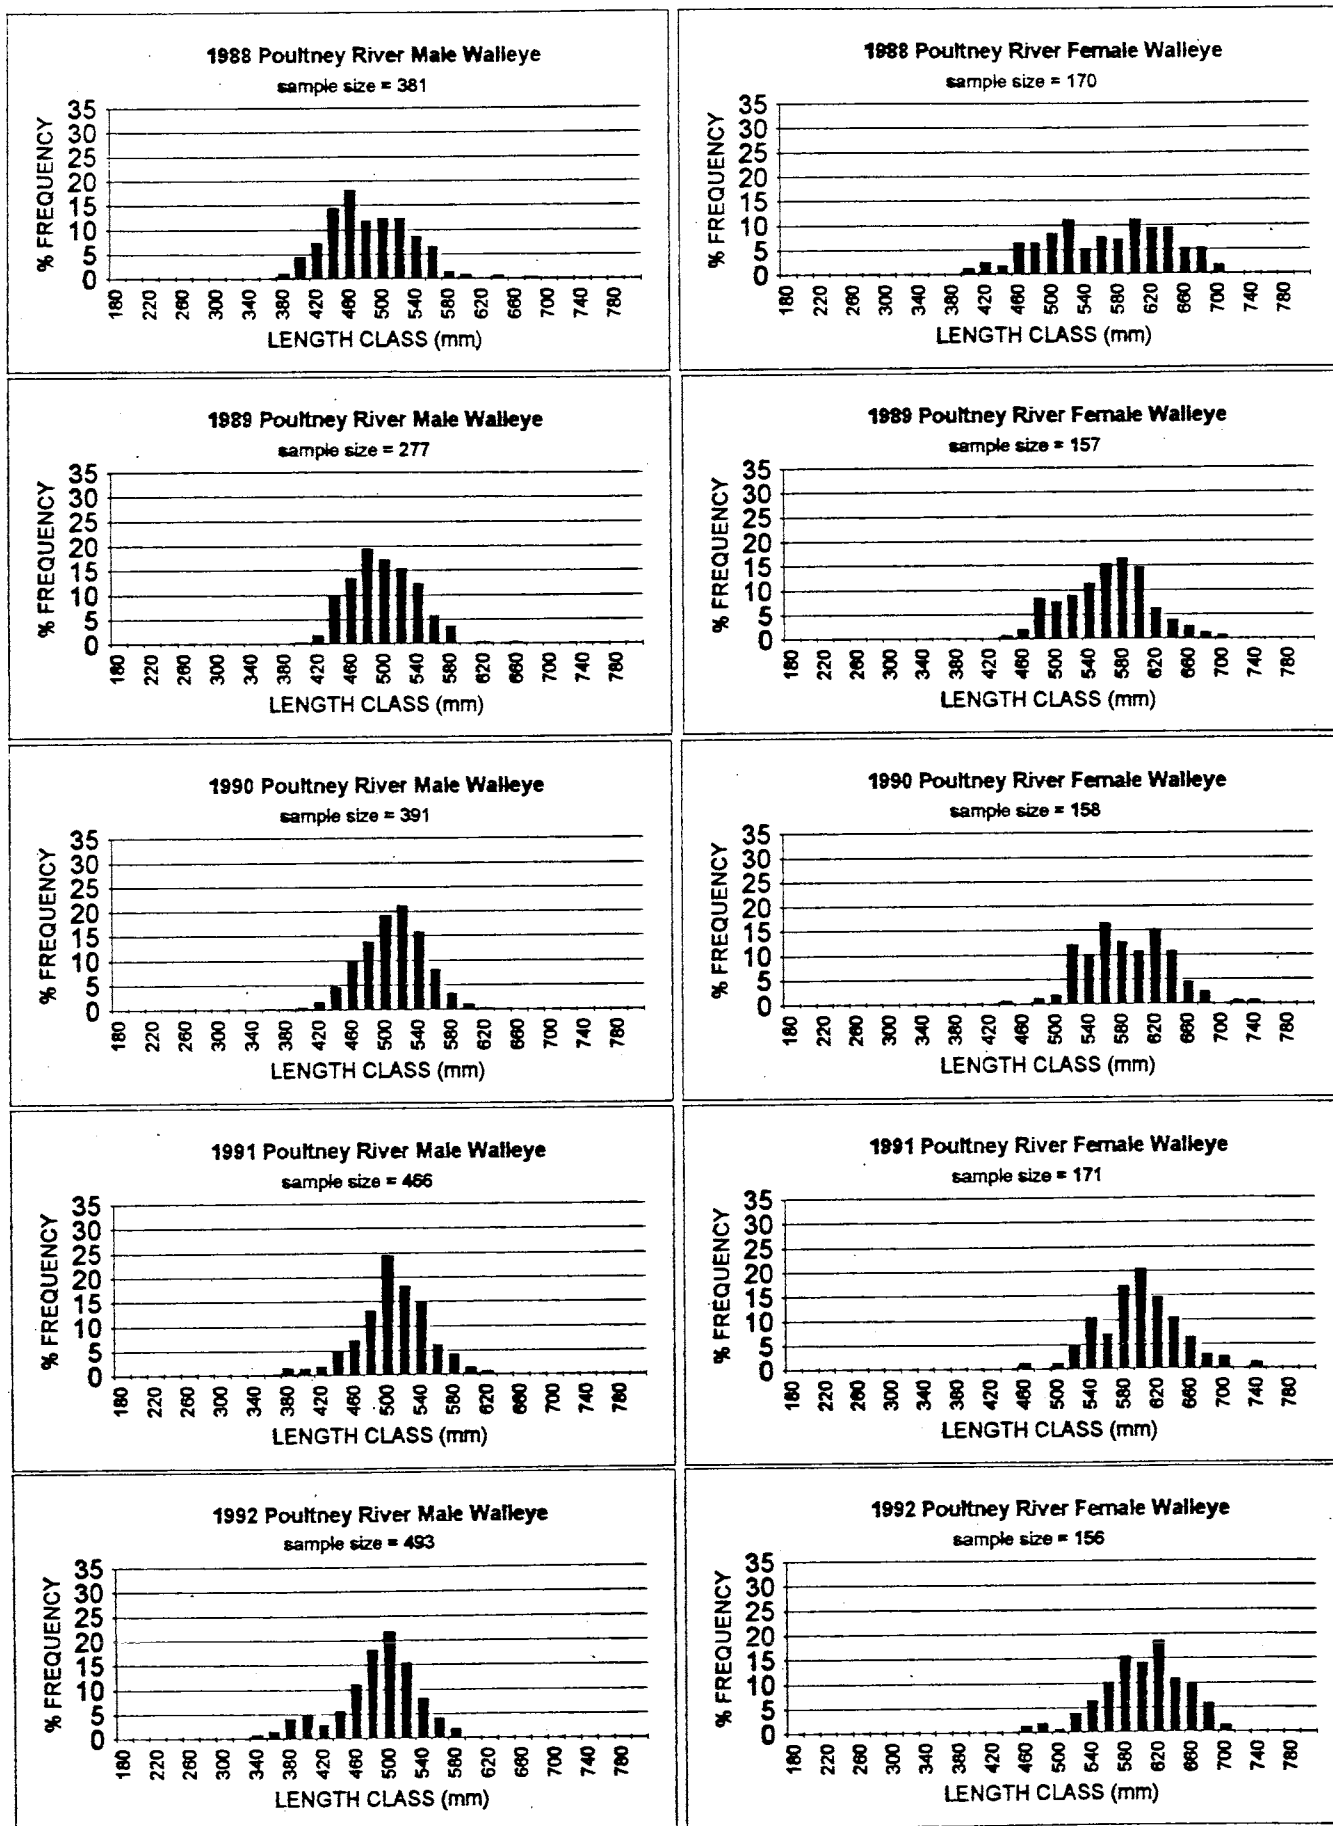 1988 Poultney River Male Walleye
sample size = 381
% FREQUENCY
35
30
25
20
15
10
5
0
180 220 260 300 340 380 420 460 500 540 580 620 660 700 740 780
LENGTH CLASS (mm)
1988 Poultney River Female Walleye
sample size = 170
% FREQUENCY
35
30
25
20
15
10
5
0
180 220 260 300 340 380 420 460 500 540 580 620 660 700 740 780
LENGTH CLASS (mm)
1989 Poultney River Male Walleye
sample size = 277
% FREQUENCY
35
30
25
20
15
10
5
0
180 220 260 300 340 380 420 460 500 540 580 620 660 700 740 780
LENGTH CLASS (mm)
1989 Poultney River Female Walleye
sample size = 157
% FREQUENCY
35
30
25
20
15
10
5
0
180 220 260 300 340 380 420 460 500 540 580 620 660 700 740 780
LENGTH CLASS (mm)
1990 Poultney River Male Walleye
sample size = 391
% FREQUENCY
35
30
25
20
15
10
5
0
180 220 260 300 340 380 420 460 500 540 580 620 660 700 740 780
LENGTH CLASS (mm)
1990 Poultney River Female Walleye
sample size = 158
% FREQUENCY
35
30
25
20
15
10
5
0
180 220 260 300 340 380 420 460 500 540 580 620 660 700 740 780
LENGTH CLASS (mm)
1991 Poultney River Male Walleye
sample size = 466
% FREQUENCY
35
30
25
20
15
10
5
0
180 220 260 300 340 380 420 460 500 540 580 620 660 700 740 780
LENGTH CLASS (mm)
1991 Poultney River Female Walleye
sample size = 171
% FREQUENCY
35
30
25
20
15
10
5
0
180 220 260 300 340 380 420 460 500 540 580 620 660 700 740 780
LENGTH CLASS (mm)
1992 Poultney River Male Walleye
sample size = 493
% FREQUENCY
35
30
25
20
15
10
5
0
180 220 260 300 340 380 420 460 500 540 580 620 660 700 740 780
LENGTH CLASS (mm)
1992 Poultney River Female Walleye
sample size = 156
% FREQUENCY
35
30
25
20
15
10
5
0
180 220 260 300 340 380 420 460 500 540 580 620 660 700 740 780
LENGTH CLASS (mm)